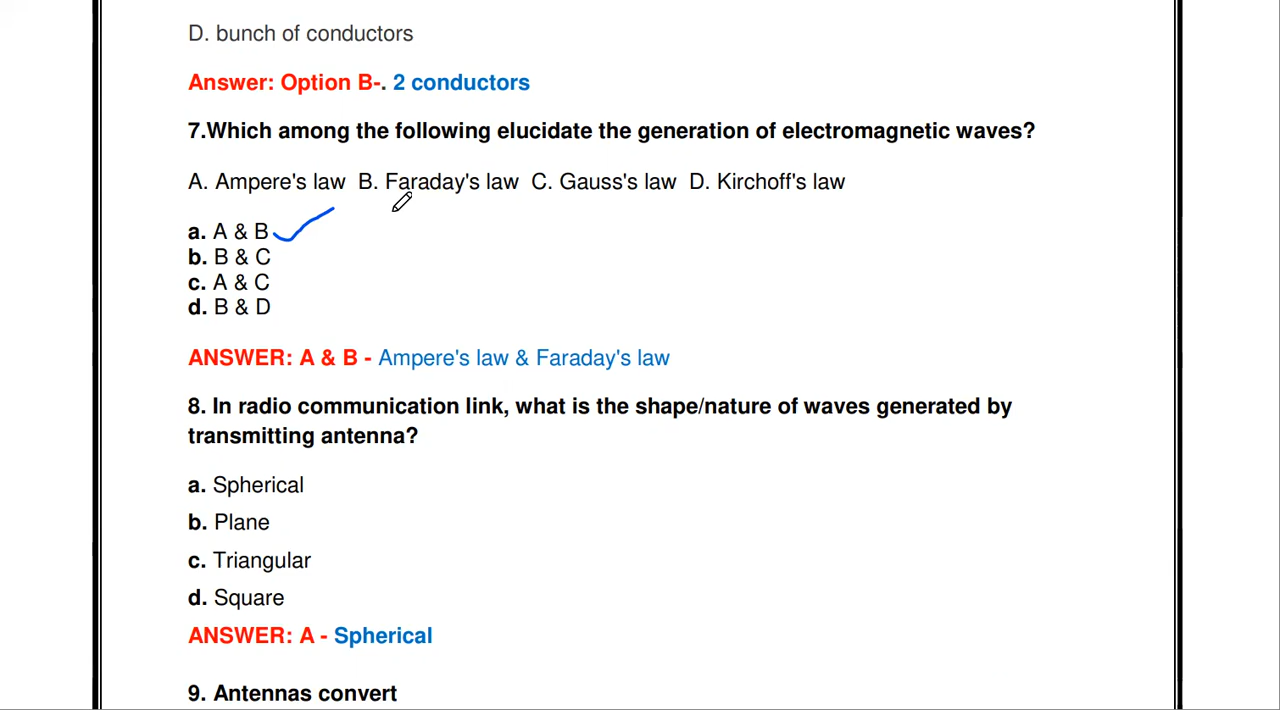 D. bunch of conductors
Answer: Option B-. 2 conductors
7.Which among the following elucidate the generation of electromagnetic waves?
A. Ampere's law  B. Faraday's law  C. Gauss's law  D. Kirchoff's law
a. A & B
b. B & C
c. A & C
d. B & D
ANSWER: A & B - Ampere's law & Faraday's law
8. In radio communication link, what is the shape/nature of waves generated by
transmitting antenna?
a. Spherical
b. Plane
c. Triangular
d. Square
ANSWER: A - Spherical
9. Antennas convert